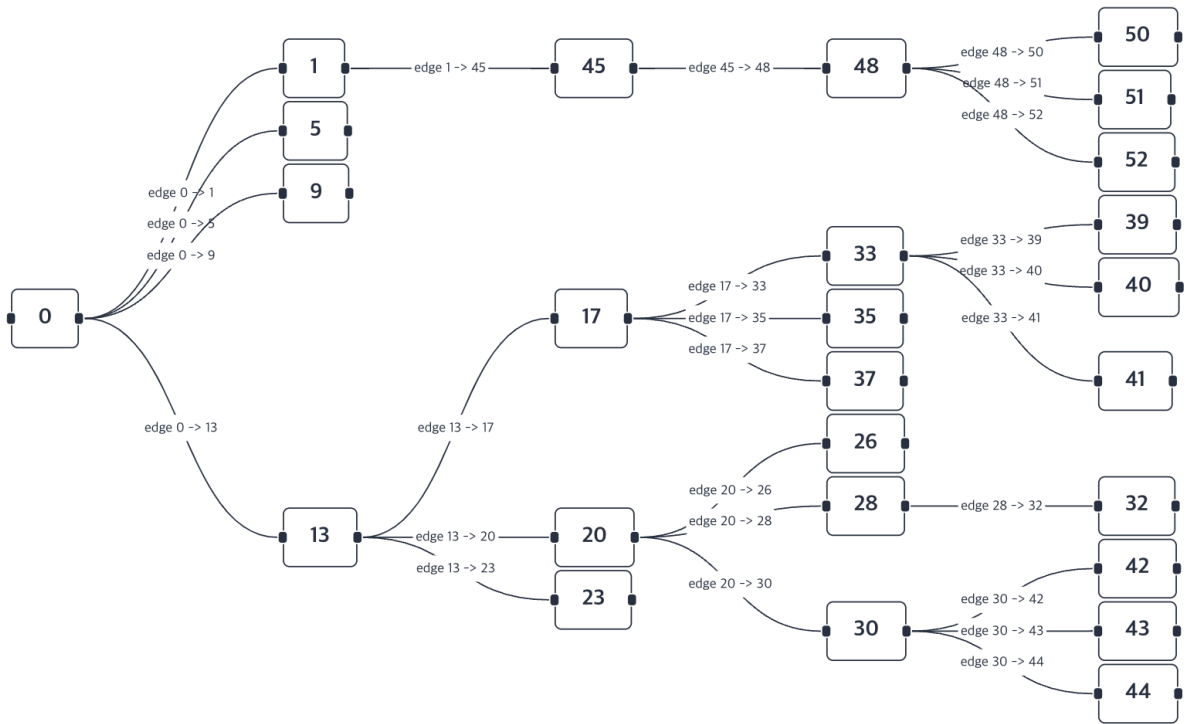 50
edge 48 -> 50
1
edge 1 -> 45
45
edge 45 -> 48
48
edge 48 -> 51
51
edge 48 -> 52
5
52
edge 0 -> 1
9
edge 0 -> 5
39
edge 33 -> 39
edge 0 -> 9
33
edge 33 -> 40
40
edge 17 -> 33
0
17
edge 17 -> 35
35
edge 33 -> 41
edge 17 -> 37
37
41
edge 0 -> 13
edge 13 -> 17
26
edge 20 -> 26
28
edge 28 -> 32
32
edge 20 -> 28
13
edge 13 -> 20
20
edge 13 -> 23
42
edge 20 -> 30
23
edge 30 -> 42
30
edge 30 -> 43
43
edge 30 -> 44
44